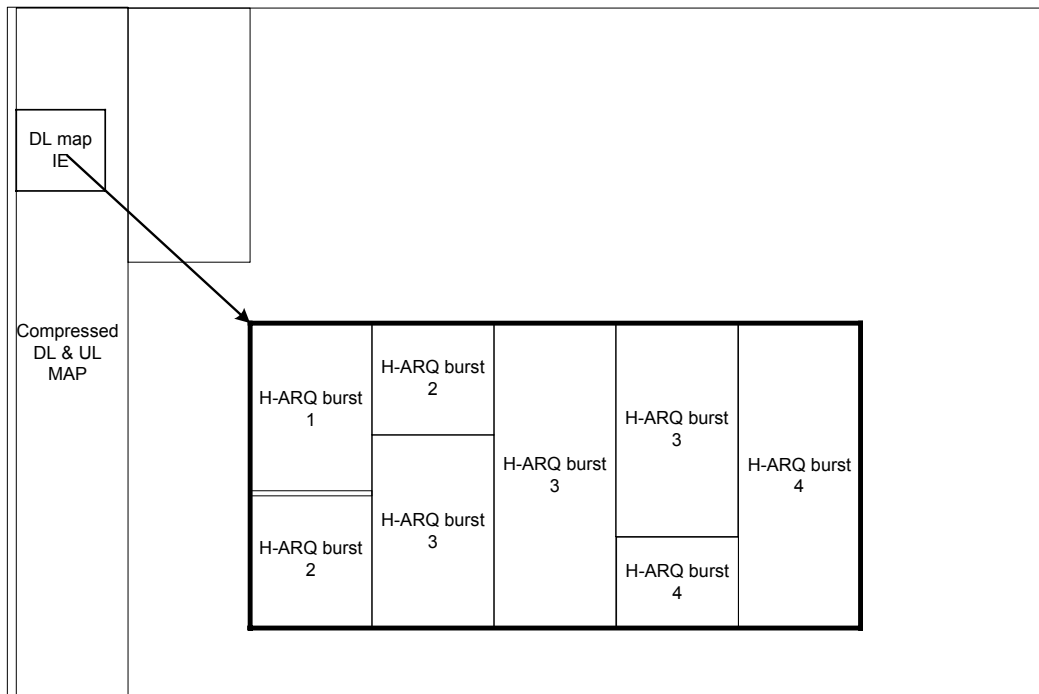 DL map
IE
Compressed
DL & UL
MAP
H-ARQ burst
1
H-ARQ burst
2
H-ARQ burst
2
H-ARQ burst
3
H-ARQ burst
3
H-ARQ burst
3
H-ARQ burst
4
H-ARQ burst
4